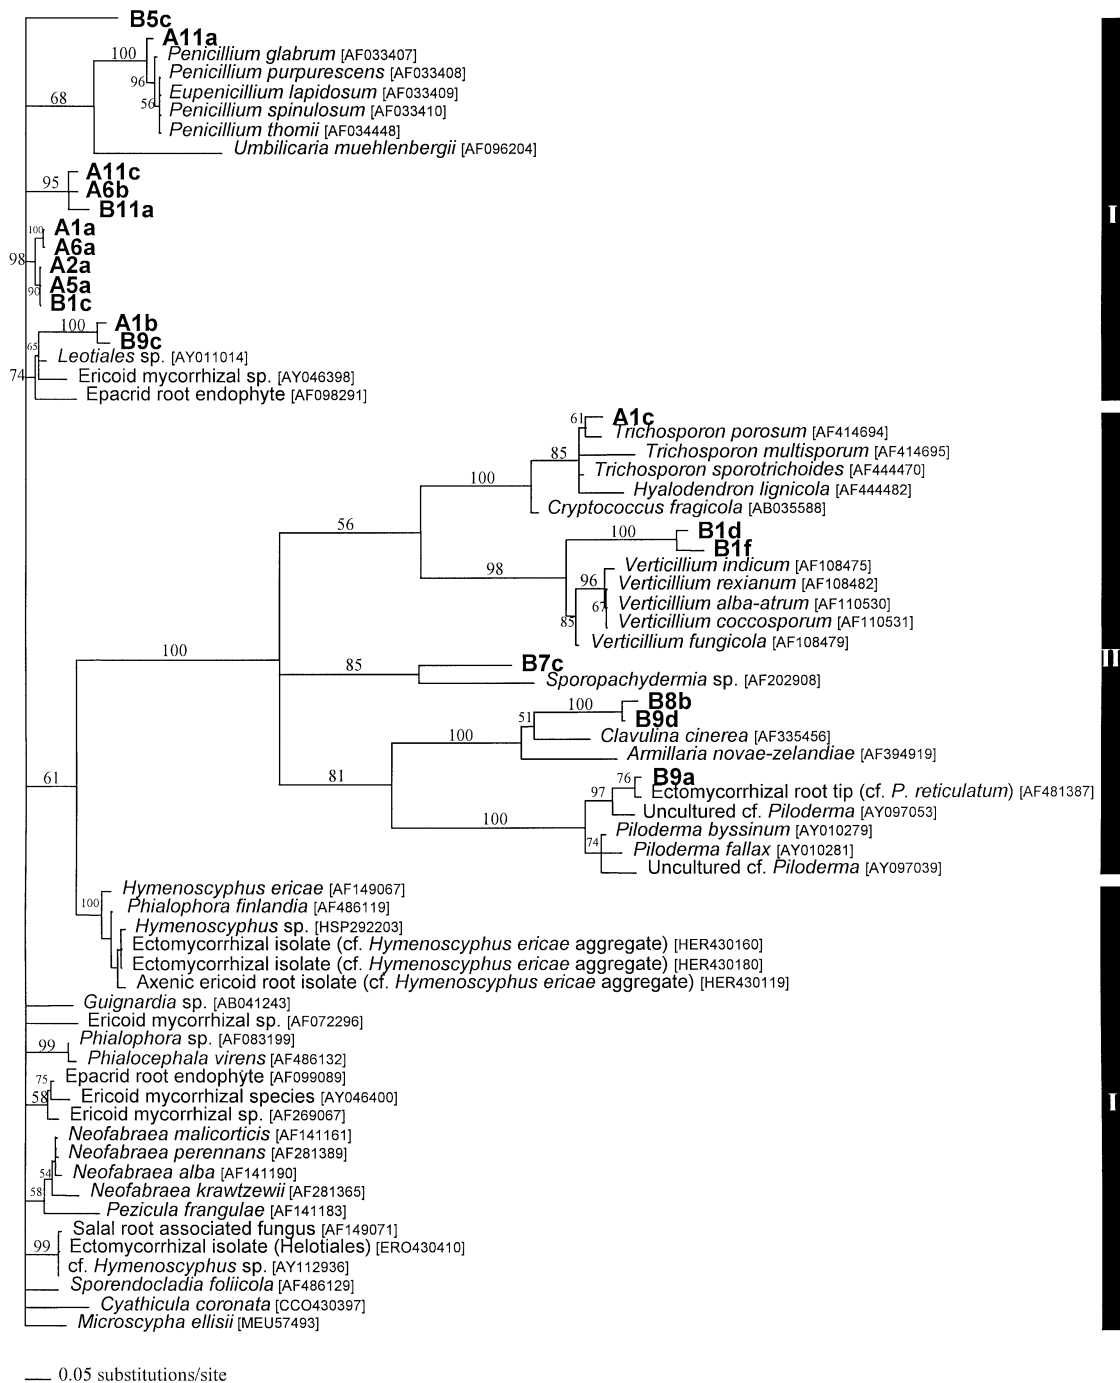 B5c
A11a
100
Penicillium glabrum [AF033407]
Penicillium purpurescens [AF033408]
96
Eupenicillium lapidosum [AF033409]
68
56
Penicillium spinulosum [AF033410]
Penicillium thomii [AF034448]
Umbilicaria muehlenbergii [AF096204]
A11c
95
A6b
B11a
I
100
A1a
A6a
98
A2a
A5a
90
B1c
A1b
100
B9c
65
Leotiales sp. [AY011014]
74
Ericoid mycorrhizal sp. [AY046398]
Epacrid root endophyte [AF098291]
61
A1c
Trichosporon porosum [AF414694]
85
Trichosporon multisporum [AF414695]
Trichosporon sporotrichoides [AF444470]
100
Hyalodendron lignicola [AF444482]
Cryptococcus fragicola [AB035588]
56
100
B1d
B1f
98
Verticillium indicum [AF108475]
96
Verticillium rexianum [AF108482]
67
Verticillium alba-atrum [AF110530]
85
Verticillium coccosporum [AF110531]
Verticillium fungicola [AF108479]
100
85
B7c
II
Sporopachydermia sp. [AF202908]
100
B8b
51
B9d
100
Clavulina cinerea [AF335456]
Armillaria novae-zelandiae [AF394919]
61
81
76
B9a
97
Ectomycorrhizal root tip (cf. P. reticulatum) [AF481387]
Uncultured cf. Piloderma [AY097053]
100
Piloderma byssinum [AY010279]
74
Piloderma fallax [AY010281]
Uncultured cf. Piloderma [AY097039]
Hymenoscyphus ericae [AF149067]
100
Phialophora finlandia [AF486119]
Hymenoscyphus sp. [HSP292203]
Ectomycorrhizal isolate (cf. Hymenoscyphus ericae aggregate) [HER430160]
Ectomycorrhizal isolate (cf. Hymenoscyphus ericae aggregate) [HER430180]
Axenic ericoid root isolate (cf. Hymenoscyphus ericae aggregate) [HER430119]
Guignardia sp. [AB041243]
Ericoid mycorrhizal sp. [AF072296]
99
Phialophora sp. [AF083199]
Phialocephala virens [AF486132]
75
Epacrid root endophyte [AF099089]
58
Ericoid mycorrhizal species [AY046400]
I
Ericoid mycorrhizal sp. [AF269067]
Neofabraea malicorticis [AF141161]
Neofabraea perennans [AF281389]
54
Neofabraea alba [AF141190]
58
Neofabraea krawtzewii [AF281365]
Pezicula frangulae [AF141183]
Salal root associated fungus [AF149071]
99
Ectomycorrhizal isolate (Helotiales) [ERO430410]
cf. Hymenoscyphus sp. [AY112936]
Sporendocladia foliicola [AF486129]
Cyathicula coronata [CCO430397]
Microscypha ellisii [MEU57493]
0.05 substitutions/site